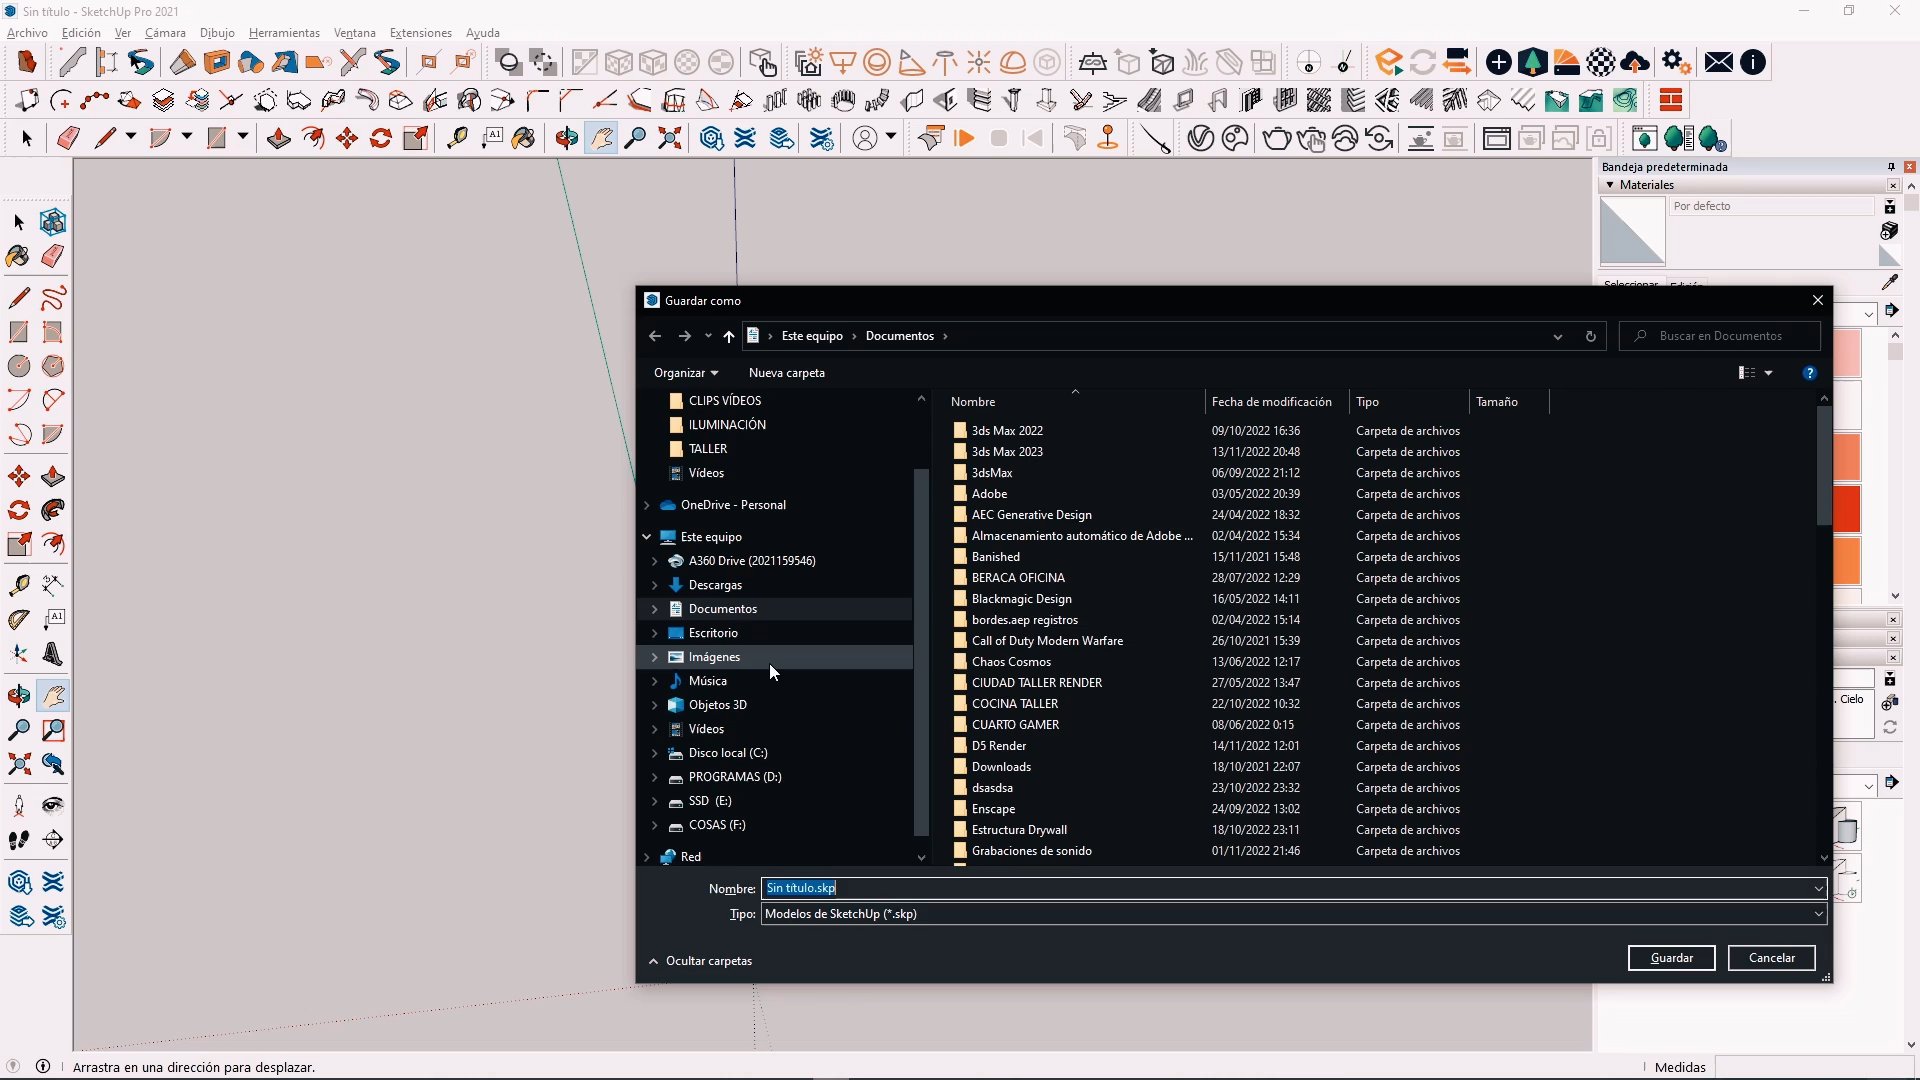 Sin título - SketchUp Pro 2021
Archivo Edición Ver Cámara Dibujo Herramientas Ventana Extensiones Ayuda
Bandeja predeterminada
Materiales
Por defecto
Guardar como
Este equipo Documentos
Buscar en Documentos
Organizar Nueva carpeta
CLIPS VÍDEOS
ILUMINACIÓN
TALLER
Vídeos
OneDrive - Personal
Este equipo
A360 Drive (2021159546)
Descargas
Documentos
Escritorio
Imágenes
Música
Objetos 3D
Vídeos
Disco local (C:)
PROGRAMAS (D:)
SSD (E:)
COSAS (F:)
Red
Nombre Fecha de modificación Tipo Tamaño
3ds Max 2022 09/10/2022 16:36 Carpeta de archivos
3ds Max 2023 13/11/2022 20:48 Carpeta de archivos
3dsMax 06/09/2022 21:12 Carpeta de archivos
Adobe 03/05/2022 20:39 Carpeta de archivos
AEC Generative Design 24/04/2022 18:32 Carpeta de archivos
Almacenamiento automático de Adobe ... 02/04/2022 15:34 Carpeta de archivos
Banished 15/11/2021 15:48 Carpeta de archivos
BERACA OFICINA 28/07/2022 12:29 Carpeta de archivos
Blackmagic Design 16/05/2022 14:11 Carpeta de archivos
bordes.aep registros 02/04/2022 15:14 Carpeta de archivos
Call of Duty Modern Warfare 26/10/2021 15:39 Carpeta de archivos
Chaos Cosmos 13/06/2022 12:17 Carpeta de archivos
CIUDAD TALLER RENDER 27/05/2022 13:47 Carpeta de archivos
COCINA TALLER 22/10/2022 10:32 Carpeta de archivos
CUARTO GAMER 08/06/2022 0:15 Carpeta de archivos
D5 Render 14/11/2022 12:01 Carpeta de archivos
Downloads 18/10/2021 22:07 Carpeta de archivos
dsasdsa 23/10/2022 23:32 Carpeta de archivos
Enscape 24/09/2022 13:02 Carpeta de archivos
Estructura Drywall 18/10/2022 23:11 Carpeta de archivos
Grabaciones de sonido 01/11/2022 21:46 Carpeta de archivos
. Cielo
Nombre: Sin título.skp
Tipo: Modelos de SketchUp (*.skp)
Ocultar carpetas
Guardar Cancelar
Arrastra en una dirección para desplazar.
Medidas